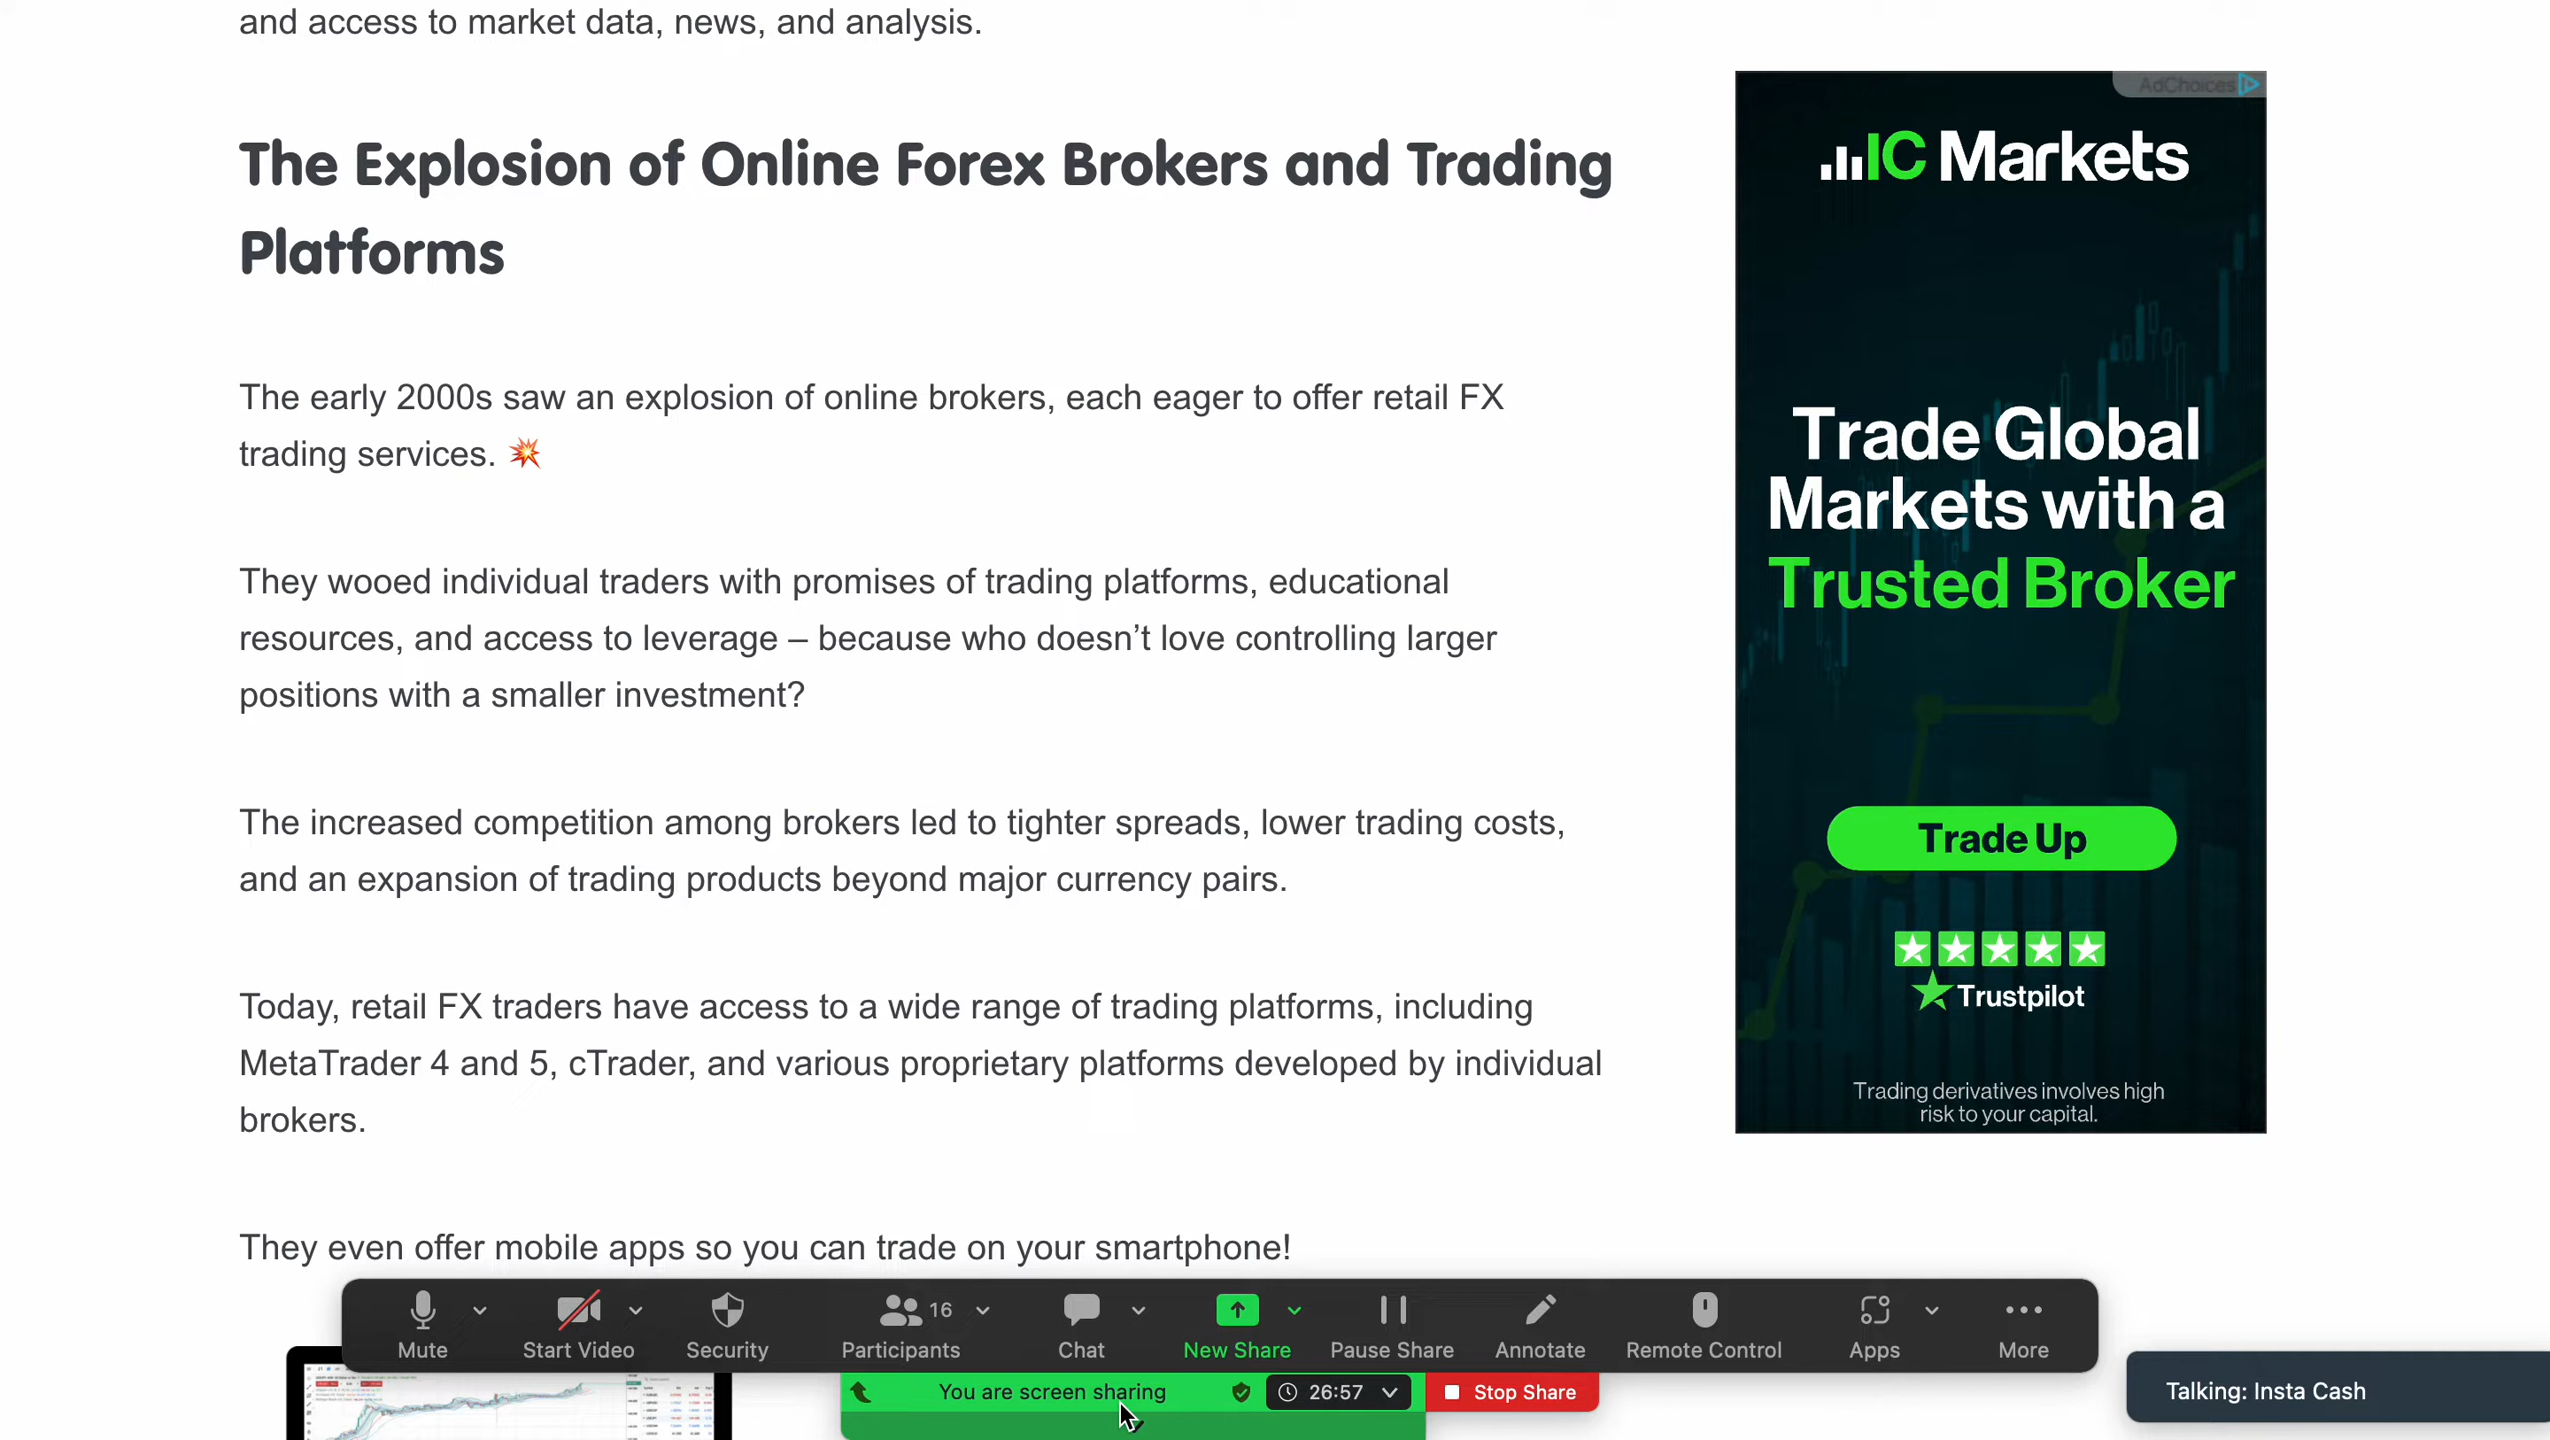 and access to market data, news, and analysis.
The Explosion of Online Forex Brokers and Trading
Platforms
The early 2000s saw an explosion of online brokers, each eager to offer retail FX
trading services. 💥
They wooed individual traders with promises of trading platforms, educational
resources, and access to leverage – because who doesn’t love controlling larger
positions with a smaller investment?
The increased competition among brokers led to tighter spreads, lower trading costs,
and an expansion of trading products beyond major currency pairs.
Today, retail FX traders have access to a wide range of trading platforms, including
MetaTrader 4 and 5, cTrader, and various proprietary platforms developed by individual
brokers.
They even offer mobile apps so you can trade on your smartphone!
AdChoices
IC Markets
Trade Global
Markets with a
Trusted Broker
Trade Up
Trustpilot
Trading derivatives involves high
risk to your capital.
16
Mute
Start Video
Security
Participants
Chat
New Share
Pause Share
Annotate
Remote Control
Apps
More
You are screen sharing
26:57
Stop Share
Talking: Insta Cash